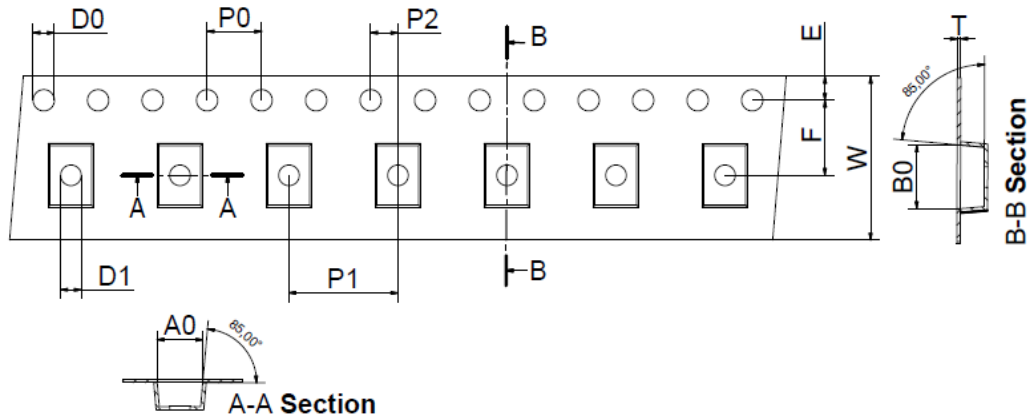 D0
P0
P2
B
E
T
85,00°
F
W
B0
B-B Section
A
A
B
D1
P1
A0
85,00°
A-A Section